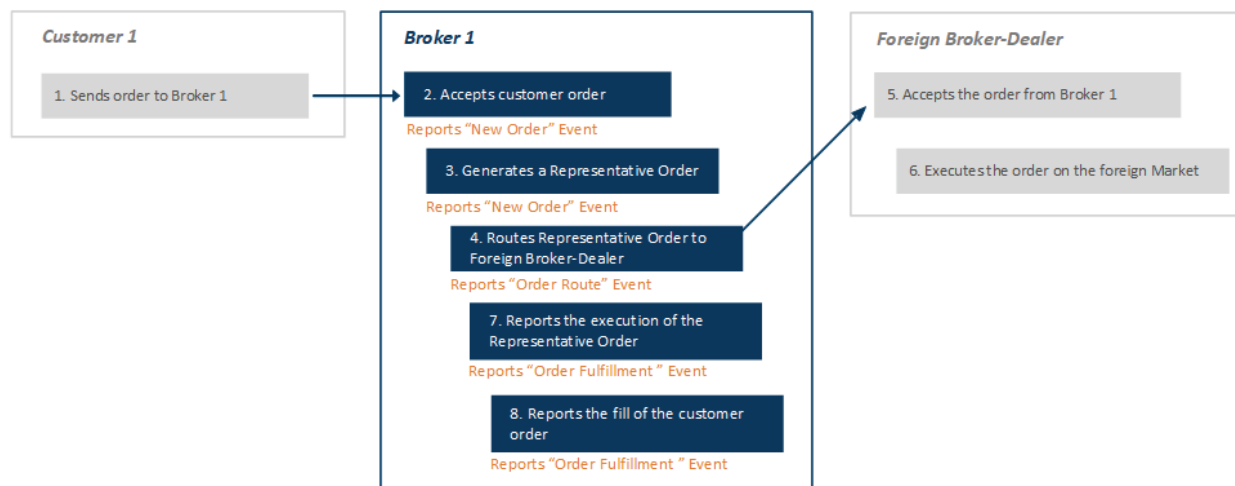 Customer 1
1. Sends order to Broker 1
Broker 1
2. Accepts customer order
Reports “New Order” Event
3. Generates a Representative Order
Reports “New Order” Event
4. Routes Representative Order to
Foreign Broker-Dealer
Reports “Order Route” Event
7. Reports the execution of the
Representative Order
Reports “Order Fulfillment ” Event
8. Reports the fill of the customer
order
Reports “Order Fulfillment ” Event
Foreign Broker-Dealer
5. Accepts the order from Broker 1
6. Executes the order on the foreign Market